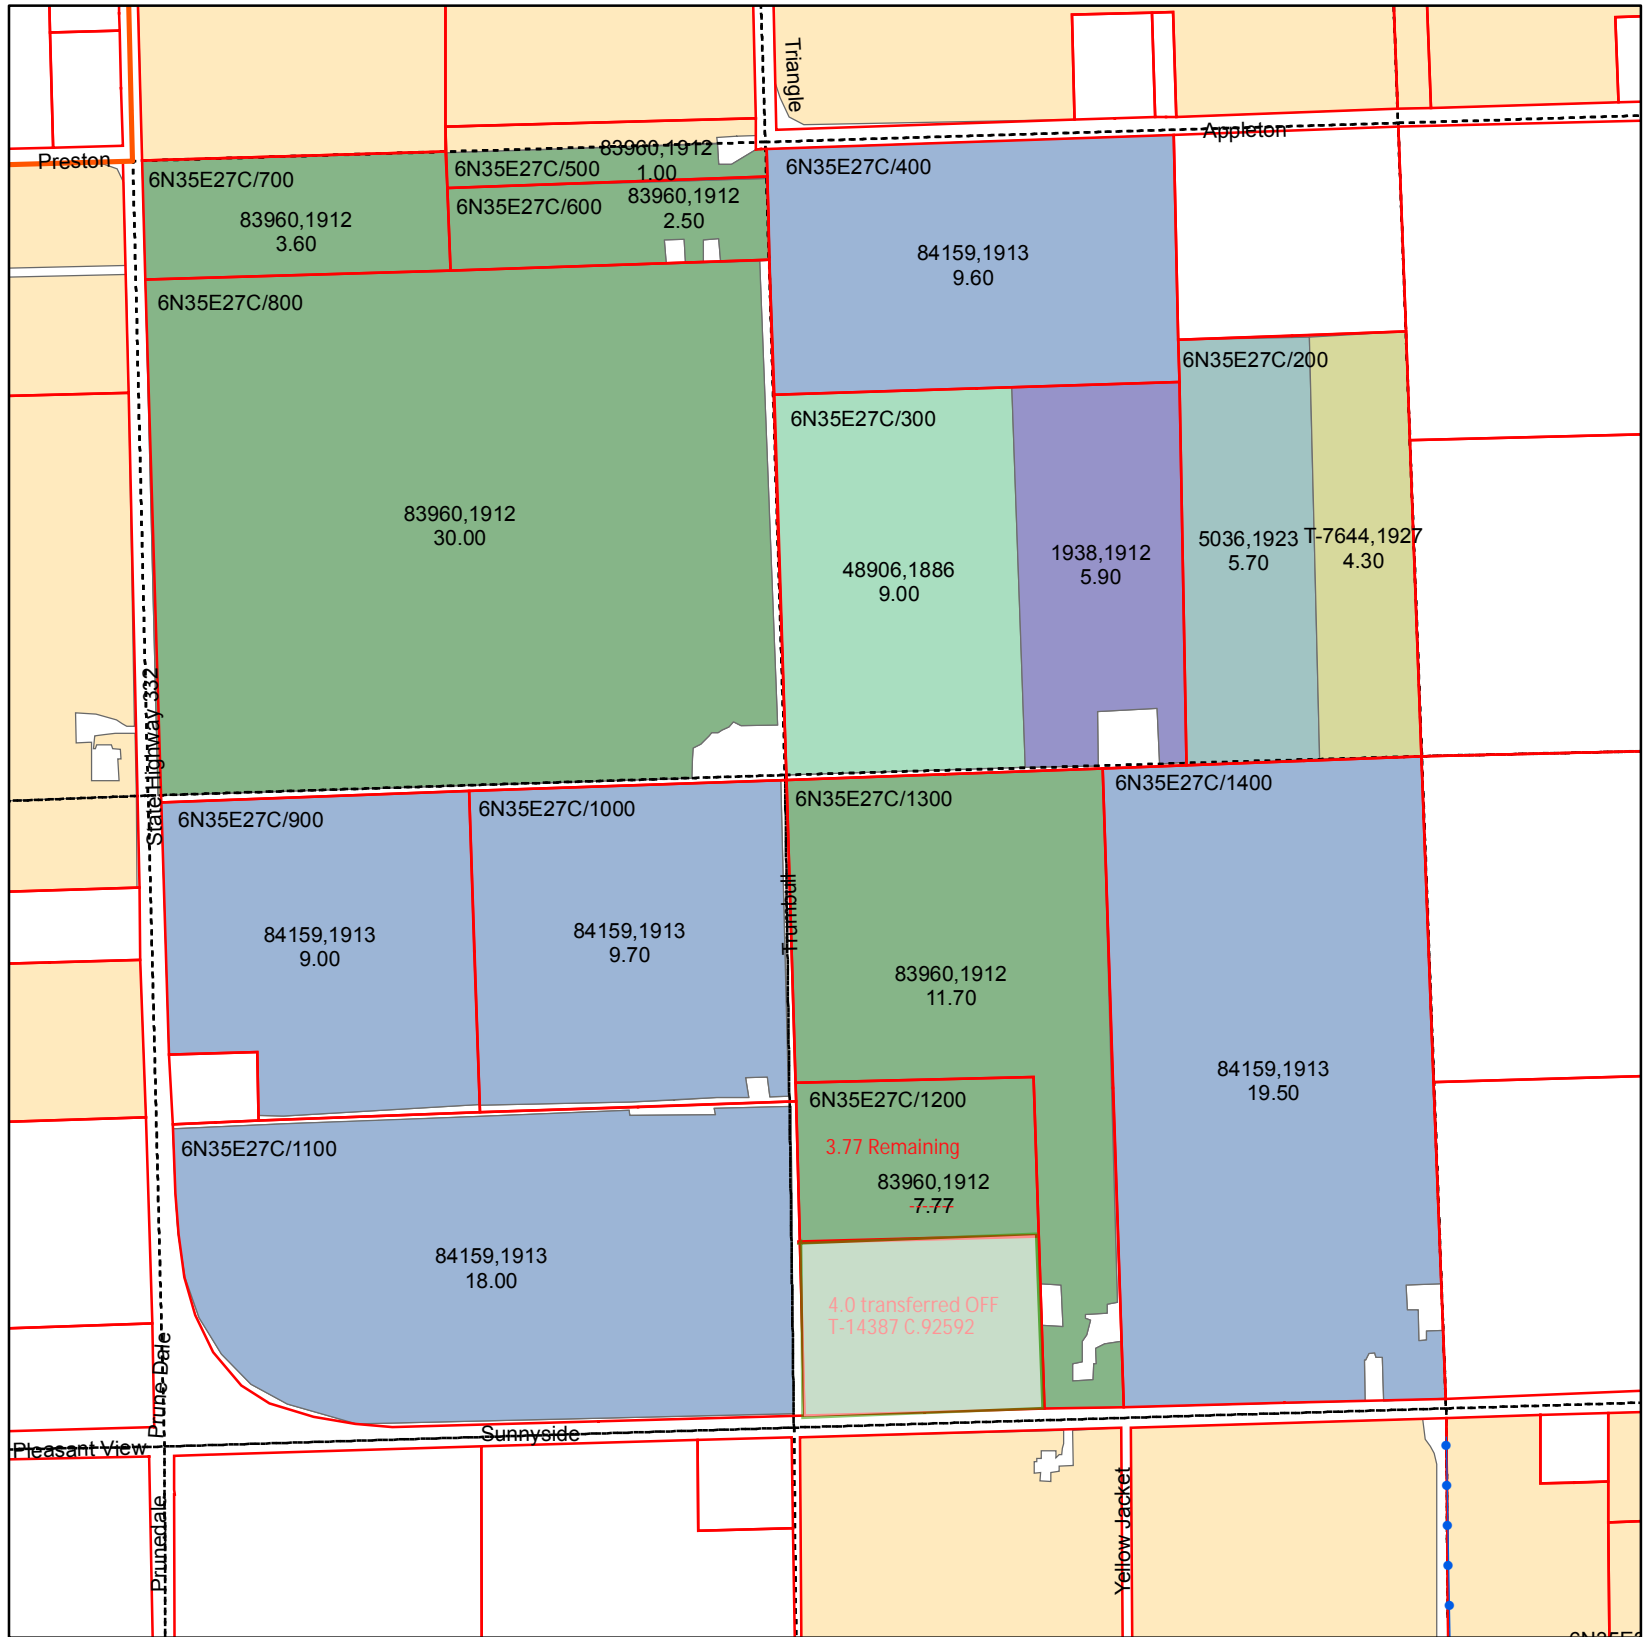 Triangle
Appleton
Preston
83960,1912
1.00
6N35E27C/500
6N35E27C/400
6N35E27C/700
83960,1912
2.50
6N35E27C/600
83960,1912
3.60
84159,1913
9.60
6N35E27C/800
6N35E27C/200
6N35E27C/300
83960,1912
30.00
5036,1923
5.70
T-7644,1927
4.30
1938,1912
5.90
48906,1886
9.00
State Highway 332
6N35E27C/1400
6N35E27C/1300
6N35E27C/1000
6N35E27C/900
Trumbull
84159,1913
9.00
84159,1913
9.70
83960,1912
11.70
84159,1913
19.50
6N35E27C/1200
3.77 Remaining
83960,1912
7.77
6N35E27C/1100
84159,1913
18.00
4.0 transferred OFF
T-14387 C.92592
Prune Dale
Sunnyside
Pleasant View
Prunedale
Yellow Jacket